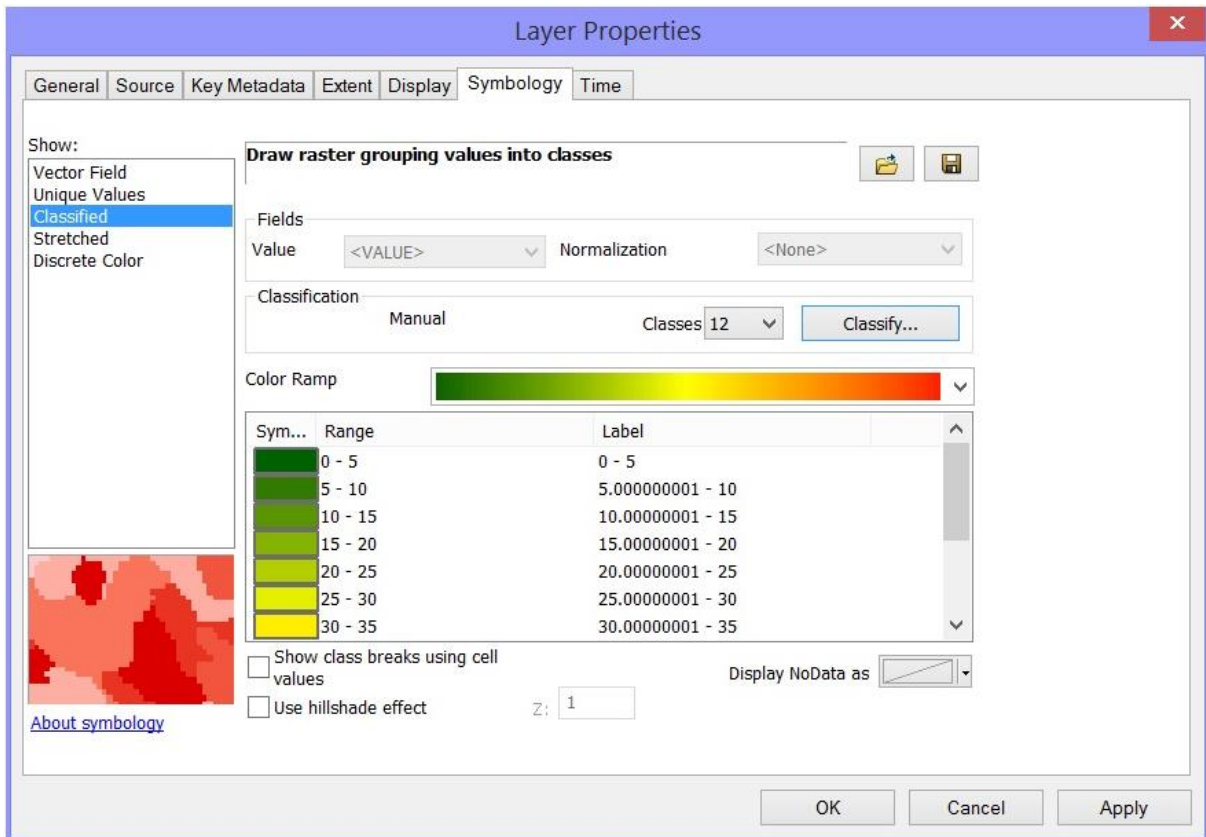 Layer Properties
General Source Key Metadata Extent Display Symbology Time
Show:
Vector Field
Unique Values
Classified
Stretched
Discrete Color
About symbology
Draw raster grouping values into classes
Fields
Value <VALUE> Normalization <None>
Classification
Manual Classes 12 Classify...
Color Ramp
Sym... Range Label
0 - 5 0 - 5
5 - 10 5.000000001 - 10
10 - 15 10.00000001 - 15
15 - 20 15.00000001 - 20
20 - 25 20.00000001 - 25
25 - 30 25.00000001 - 30
30 - 35 30.00000001 - 35
Show class breaks using cell
values
Display NoData as
Use hillshade effect Z: 1
OK Cancel Apply